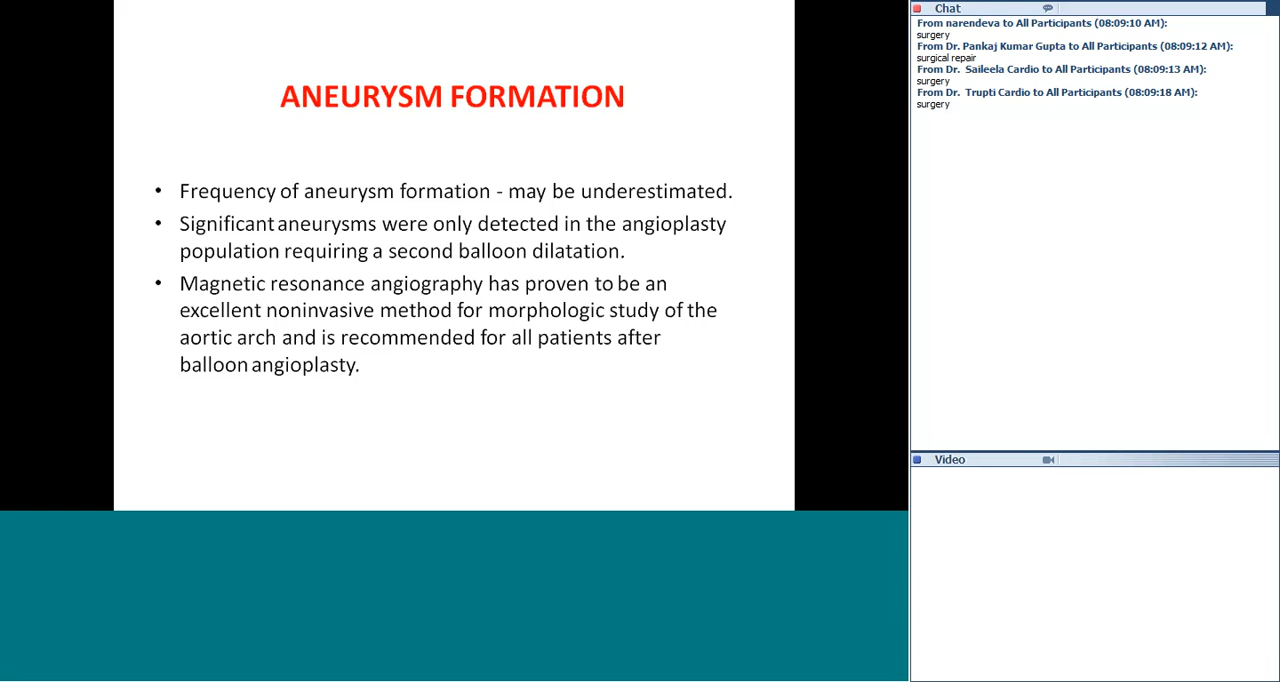 ANEURYSM FORMATION
• Frequency of aneurysm formation - may be underestimated.
• Significant aneurysms were only detected in the angioplasty
population requiring a second balloon dilatation.
• Magnetic resonance angiography has proven to be an
excellent noninvasive method for morphologic study of the
aortic arch and is recommended for all patients after
balloon angioplasty.
Chat
From narendeva to All Participants (08:09:10 AM):
surgery
From Dr. Pankaj Kumar Gupta to All Participants (08:09:12 AM):
surgical repair
From Dr.  Saileela Cardio to All Participants (08:09:13 AM):
surgery
From Dr.  Trupti Cardio to All Participants (08:09:18 AM):
surgery
Video